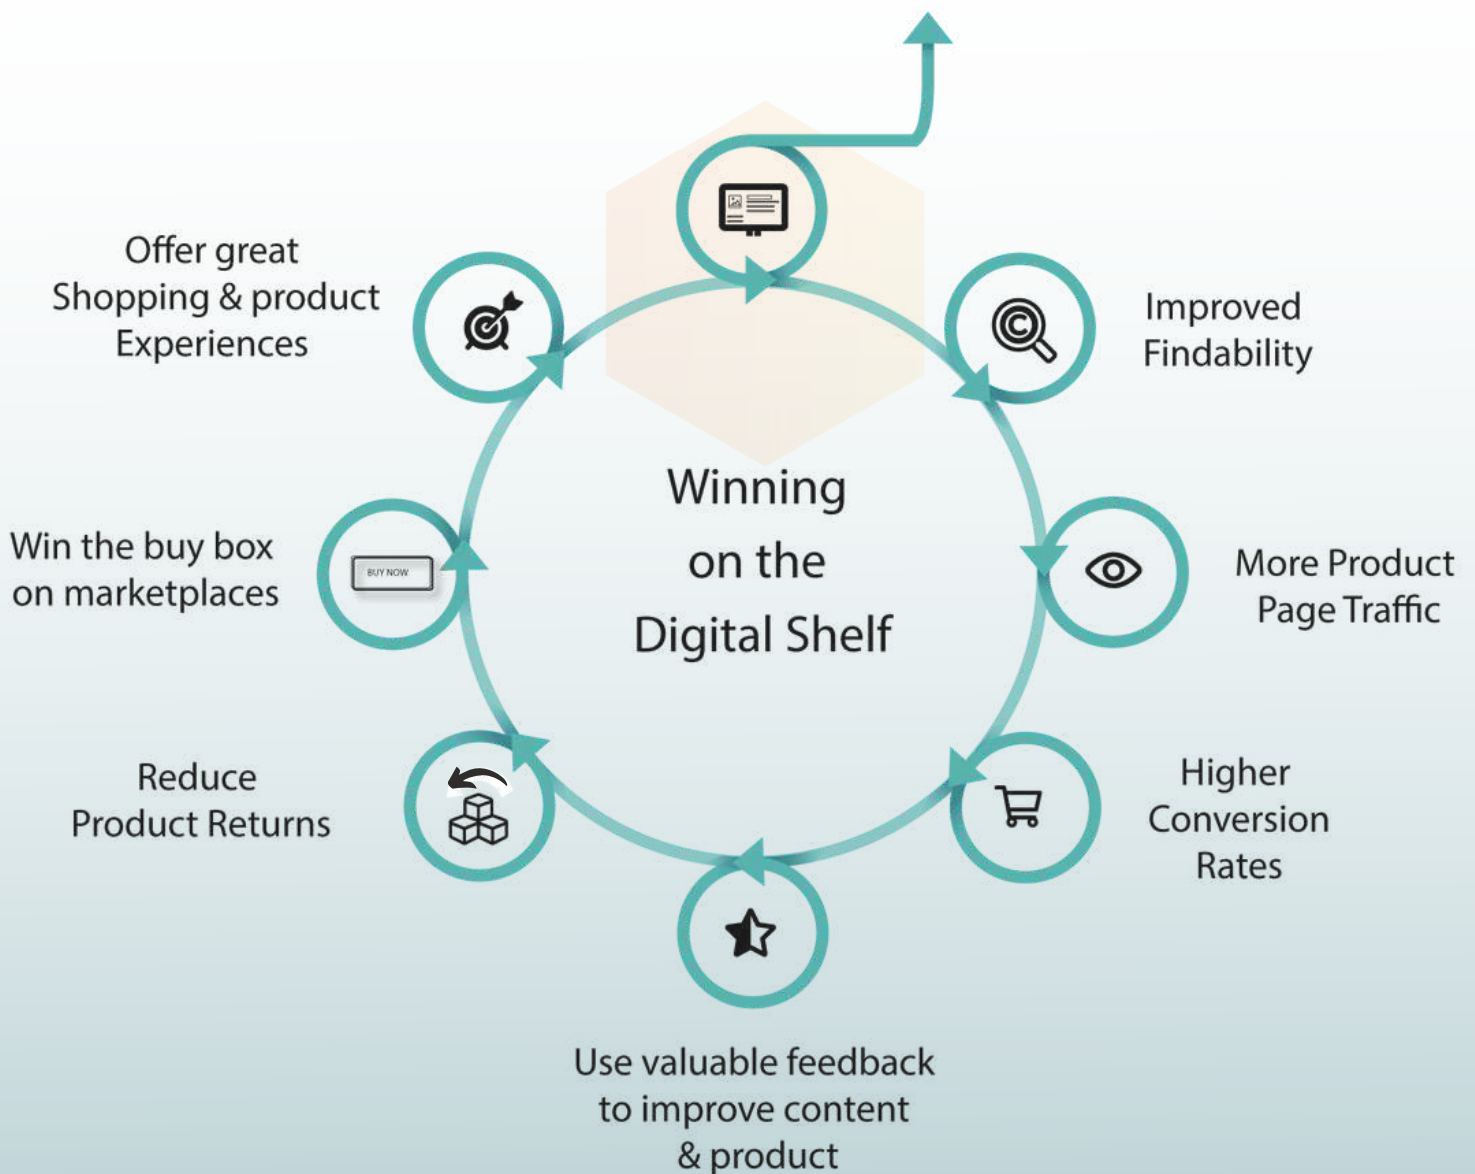 Offer great
Shopping & product
Experiences
Improved
Findability
Winning
on the
Digital Shelf
Win the buy box
on marketplaces
BUY NOW
More Product
Page Traffic
Reduce
Product Returns
Higher
Conversion
Rates
Use valuable feedback
to improve content
& product